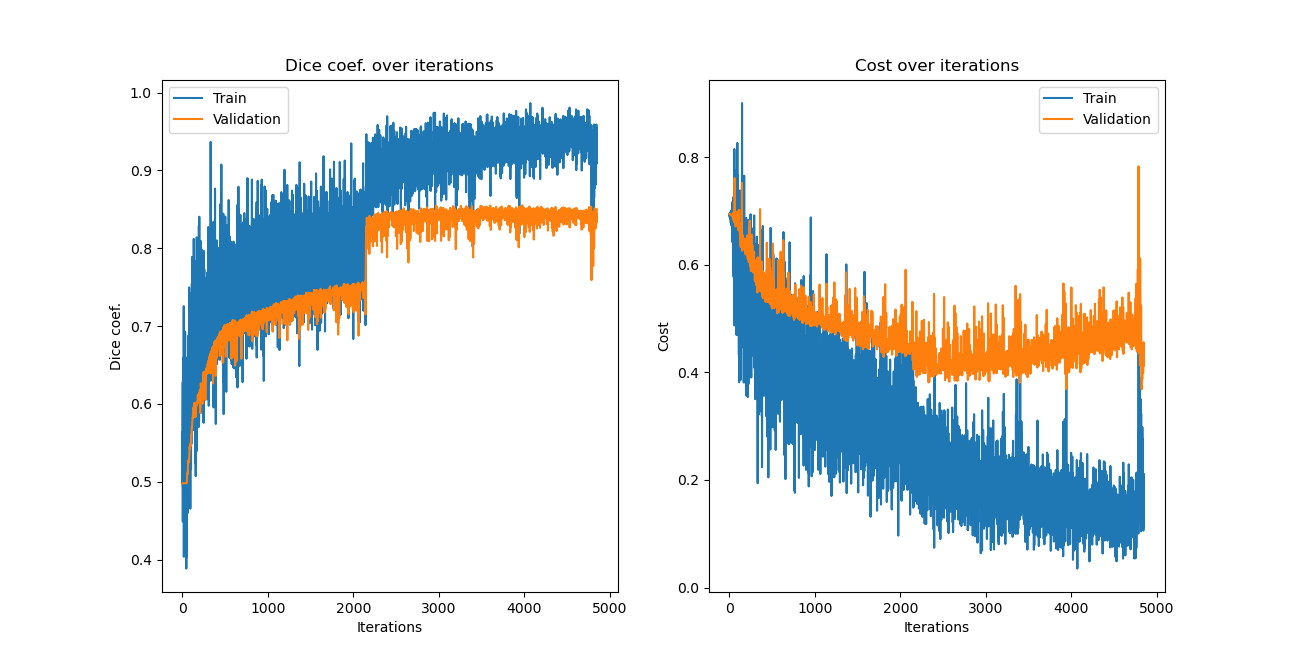 Dice coef. over iterations
Train
Validation
1.0
0.9
0.8
0.7
0.6
0.5
0.4
Dice coef.
0
1000
2000
3000
4000
5000
Iterations
Cost over iterations
Train
Validation
0.8
0.6
0.4
0.2
0.0
Cost
0
1000
2000
3000
4000
5000
Iterations